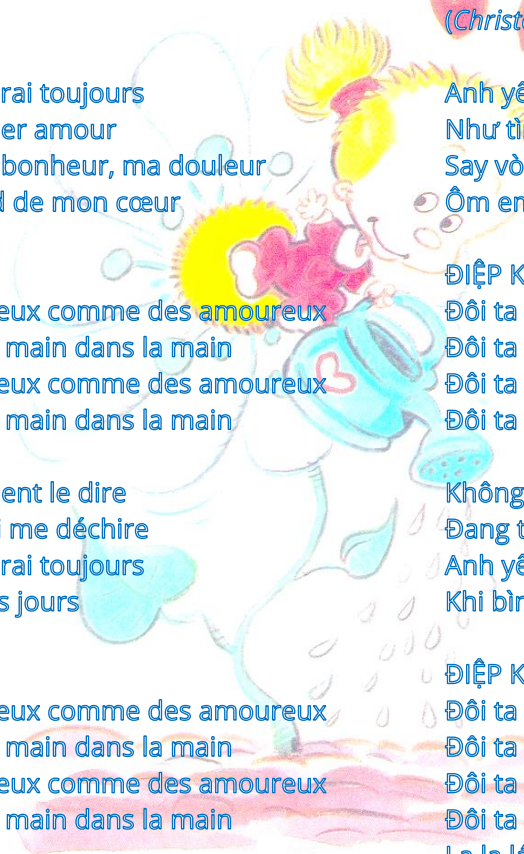 (Christ
rai toujours
er amour
bonheur, ma douleur
d de mon cœur
eux comme des amoureux
main dans la main
eux comme des amoureux
main dans la main
ent le dire
i me déchire
rai toujours
s jours
eux comme des amoureux
main dans la main
eux comme des amoureux
main dans la main
Anh yê
Như tì
Say vò
Ôm en
ĐIỆP K
Đôi ta
Đôi ta
Đôi ta
Đôi ta
Không
Đang t
Anh yê
Khi bìn
ĐIỆP K
Đôi ta
Đôi ta
Đôi ta
Đôi ta